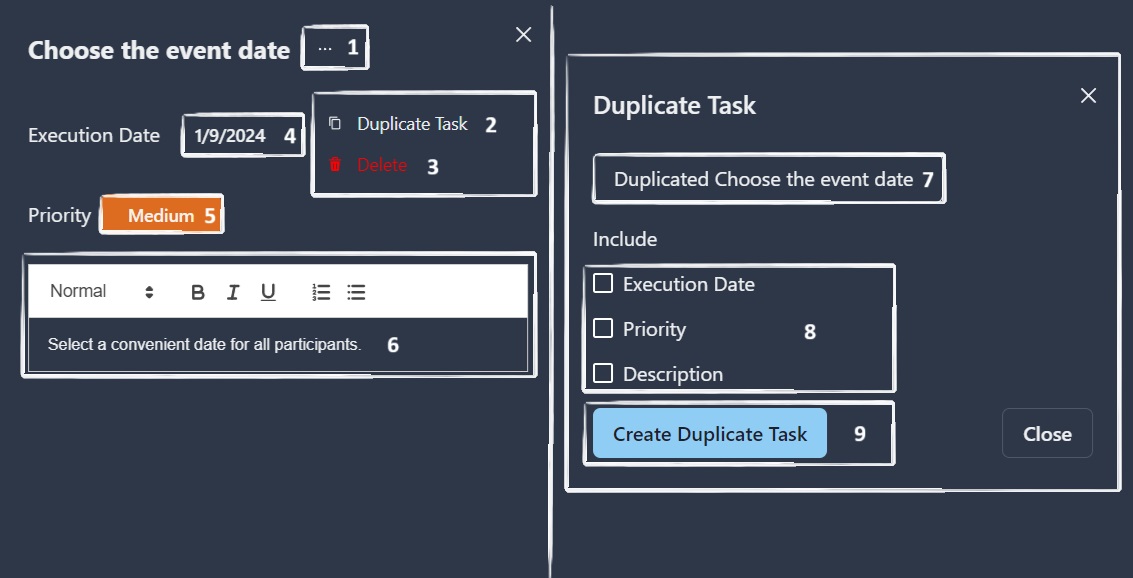 Choose the event date ... 1
Execution Date 1/9/2024 4
Duplicate Task 2
Delete 3
Priority Medium 5
Normal B I U
Select a convenient date for all participants. 6
Duplicate Task
Duplicated Choose the event date 7
Include
Execution Date
Priority 8
Description
Create Duplicate Task 9
Close